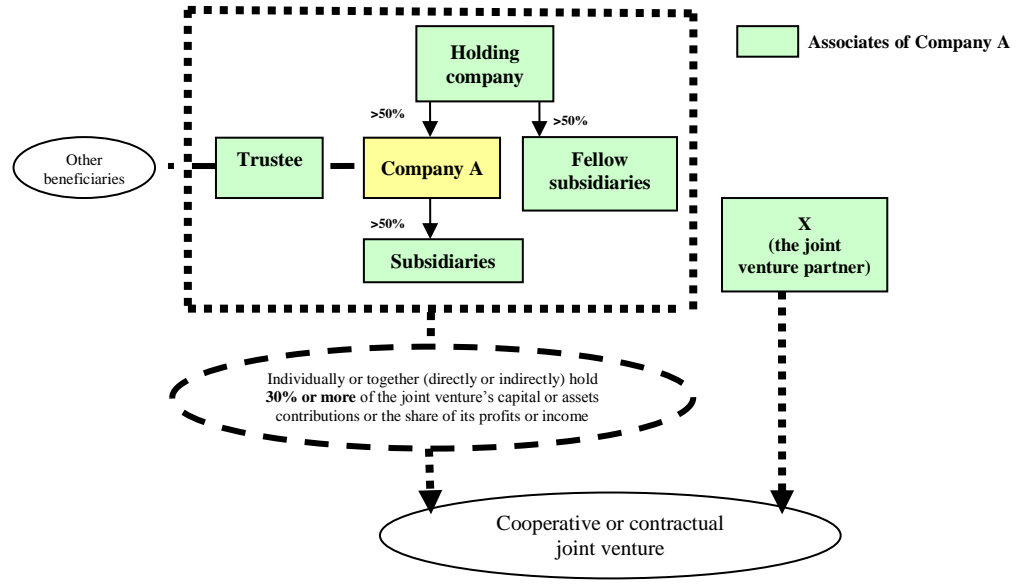 Holding
company
Associates of Company A
>50%
>50%
Other
beneficiaries
Trustee
Company A
Fellow
subsidiaries
>50%
Subsidiaries
X
(the joint
venture partner)
Individually or together (directly or indirectly) hold
30% or more of the joint venture’s capital or assets
contributions or the share of its profits or income
Cooperative or contractual
joint venture